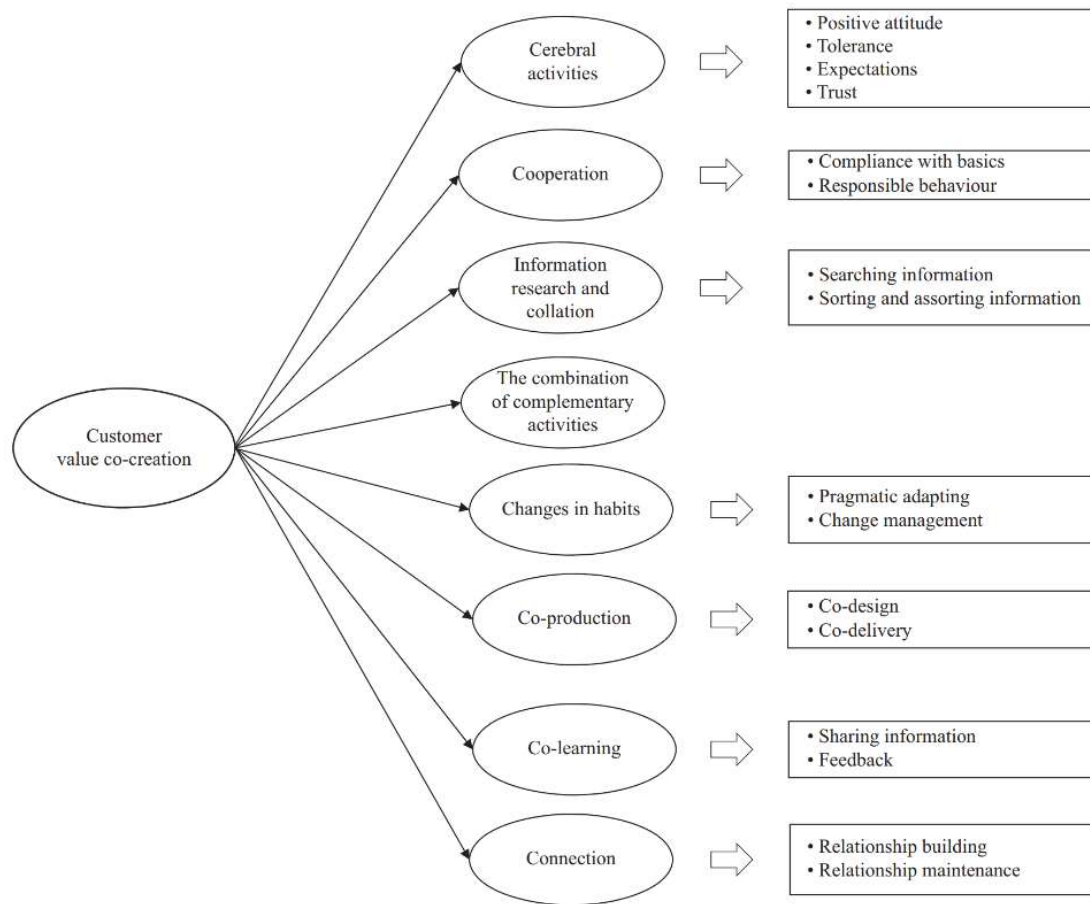 Customer
value co-creation
Cerebral
activities
• Positive attitude
• Tolerance
• Expectations
• Trust
Cooperation
• Compliance with basics
• Responsible behaviour
Information
research and
collation
• Searching information
• Sorting and assorting information
The combination
of complementary
activities
Changes in habits
• Pragmatic adapting
• Change management
Co-production
• Co-design
• Co-delivery
Co-learning
• Sharing information
• Feedback
Connection
• Relationship building
• Relationship maintenance